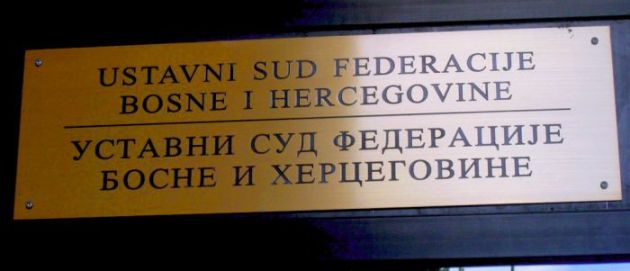 USTAVNI SUD FEDERACIJE
BOSNE I HERCEGOVINE
УСТАВНИ СУД ФЕДЕРАЦИЈЕ
БОСНЕ И ХЕРЦЕГОВИНЕ